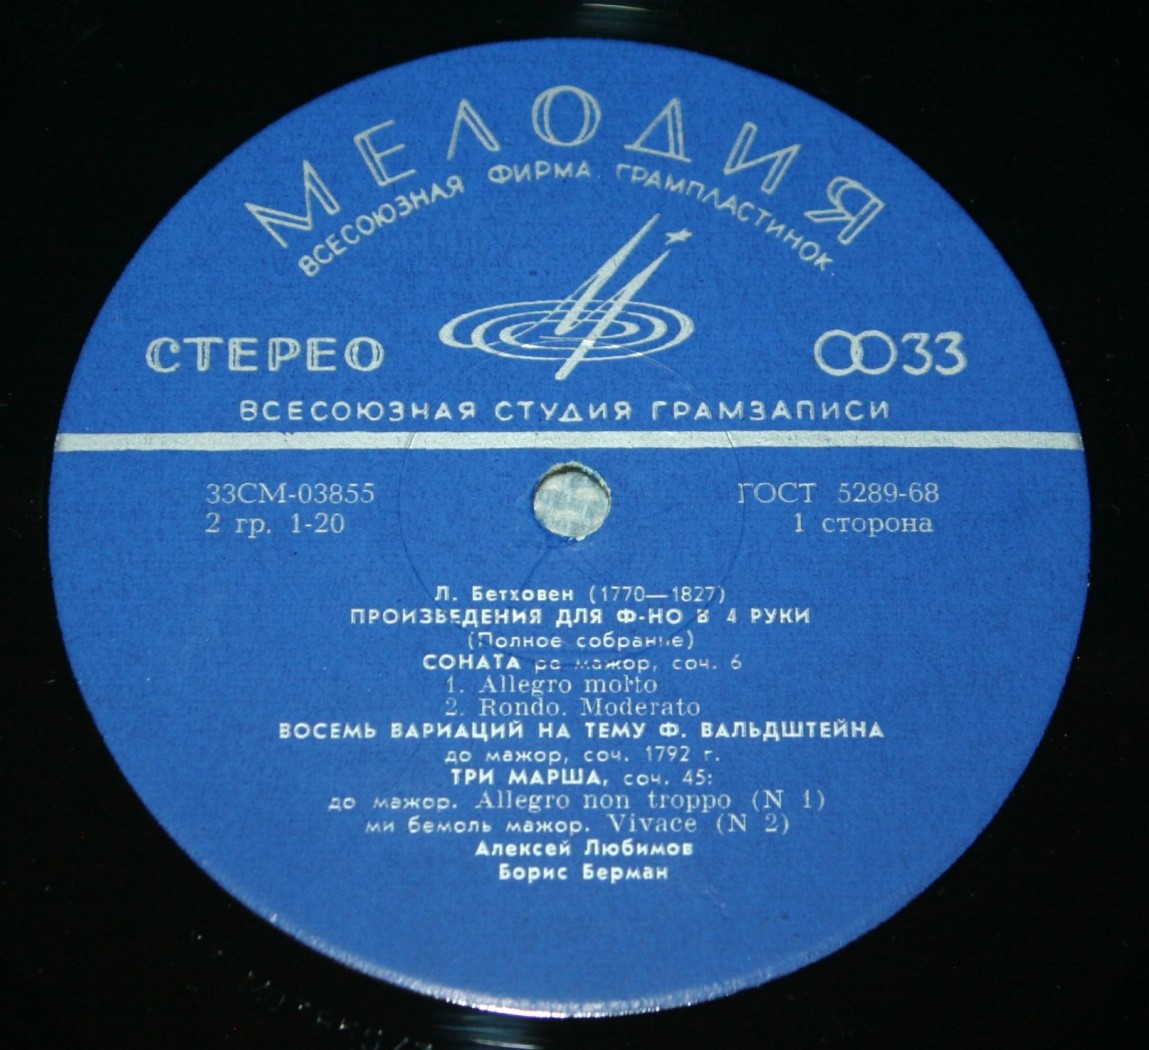 МЕЛОДИЯ
ВСЕСОЮЗНАЯ ФИРМА ГРАМПЛАСТИНОК
СТЕРЕО
33
ВСЕСОЮЗНАЯ СТУДИЯ ГРАМЗАПИСИ
33СМ-03855
ГОСТ 5289-68
2 гр. 1-20
1 сторона
Л. Бетховен (1770—1827)
ПРОИЗВЕДЕНИЯ ДЛЯ Ф-НО В 4 РУКИ
(Полное собрание)
СОНАТА ре мажор, соч. 6
1. Allegro molto
2. Rondo. Moderato
ВОСЕМЬ ВАРИАЦИЙ НА ТЕМУ Ф. ВАЛЬДШТЕЙНА
до мажор, соч. 1792 г.
ТРИ МАРША, соч. 45:
до мажор. Allegro non troppo (N 1)
ми бемоль мажор. Vivace (N 2)
Алексей Любимов
Борис Берман